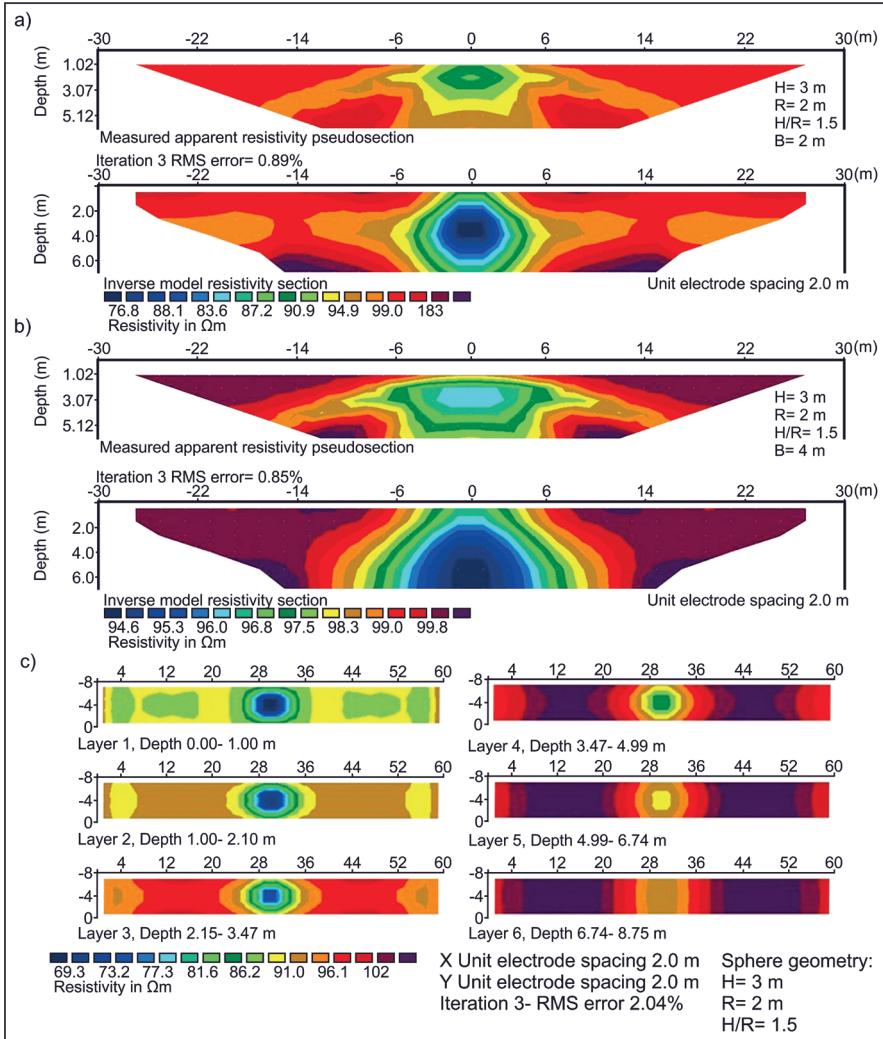 a)
-30 -22 -14 -6 0 6 14 22 30 (m)
Depth (m)
1.02
3.07
5.12
H= 3 m
R= 2 m
H/R= 1.5
B= 2 m
Measured apparent resistivity pseudosection
Iteration 3 RMS error= 0.89%
-30 -22 -14 -6 0 6 14 22 30 (m)
Depth (m)
2.0
4.0
6.0
Inverse model resistivity section
Unit electrode spacing 2.0 m
76.8 88.1 83.6 87.2 90.9 94.9 99.0 183
Resistivity in Ωm
b)
-30 -22 -14 -6 0 6 14 22 30 (m)
Depth (m)
1.02
3.07
5.12
H= 3 m
R= 2 m
H/R= 1.5
B= 4 m
Measured apparent resistivity pseudosection
Iteration 3 RMS error= 0.85%
-30 -22 -14 -6 0 6 14 22 30 (m)
Depth (m)
2.0
4.0
6.0
Inverse model resistivity section
Unit electrode spacing 2.0 m
94.6 95.3 96.0 96.8 97.5 98.3 99.0 99.8
Resistivity in Ωm
c)
4 12 20 28 36 44 52 60
-8
-4
0
Layer 1, Depth 0.00- 1.00 m
4 12 20 28 36 44 52 60
-8
-4
0
Layer 2, Depth 1.00- 2.10 m
4 12 20 28 36 44 52 60
-8
-4
0
Layer 3, Depth 2.15- 3.47 m
4 12 20 28 36 44 52 60
-8
-4
0
Layer 4, Depth 3.47- 4.99 m
4 12 20 28 36 44 52 60
-8
-4
0
Layer 5, Depth 4.99- 6.74 m
4 12 20 28 36 44 52 60
-8
-4
0
Layer 6, Depth 6.74- 8.75 m
69.3 73.2 77.3 81.6 86.2 91.0 96.1 102
Resistivity in Ωm
X Unit electrode spacing 2.0 m
Y Unit electrode spacing 2.0 m
Iteration 3- RMS error 2.04%
Sphere geometry:
H= 3 m
R= 2 m
H/R= 1.5